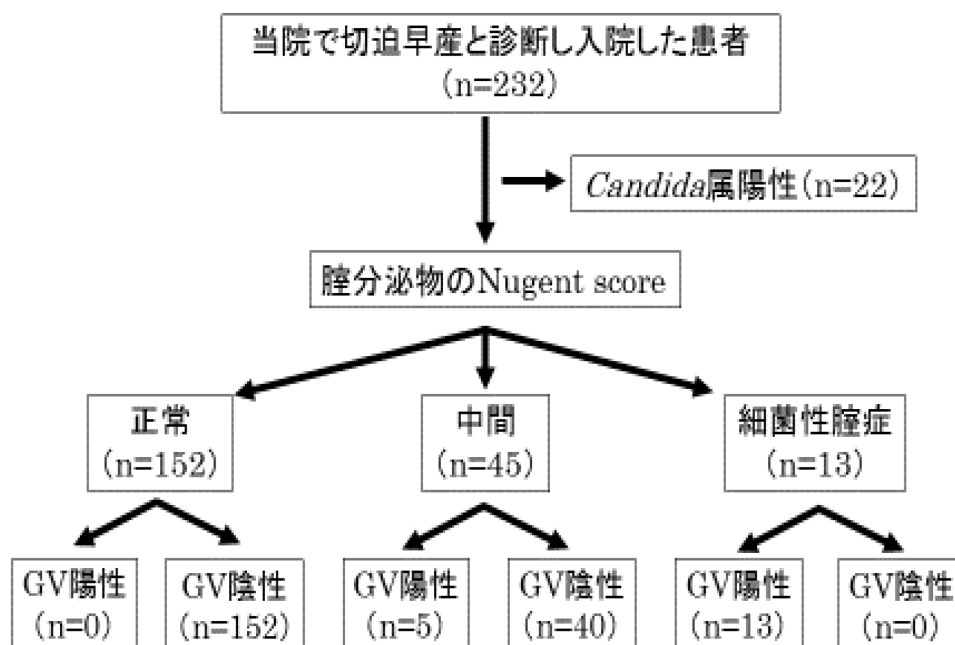 当院で切迫早産と診断し入院した患者
(n=232)
Candida属陽性(n=22)
腟分泌物のNugent score
正常
(n=152)
中間
(n=45)
細菌性腟症
(n=13)
GV陽性
(n=0)
GV陰性
(n=152)
GV陽性
(n=5)
GV陰性
(n=40)
GV陽性
(n=13)
GV陰性
(n=0)